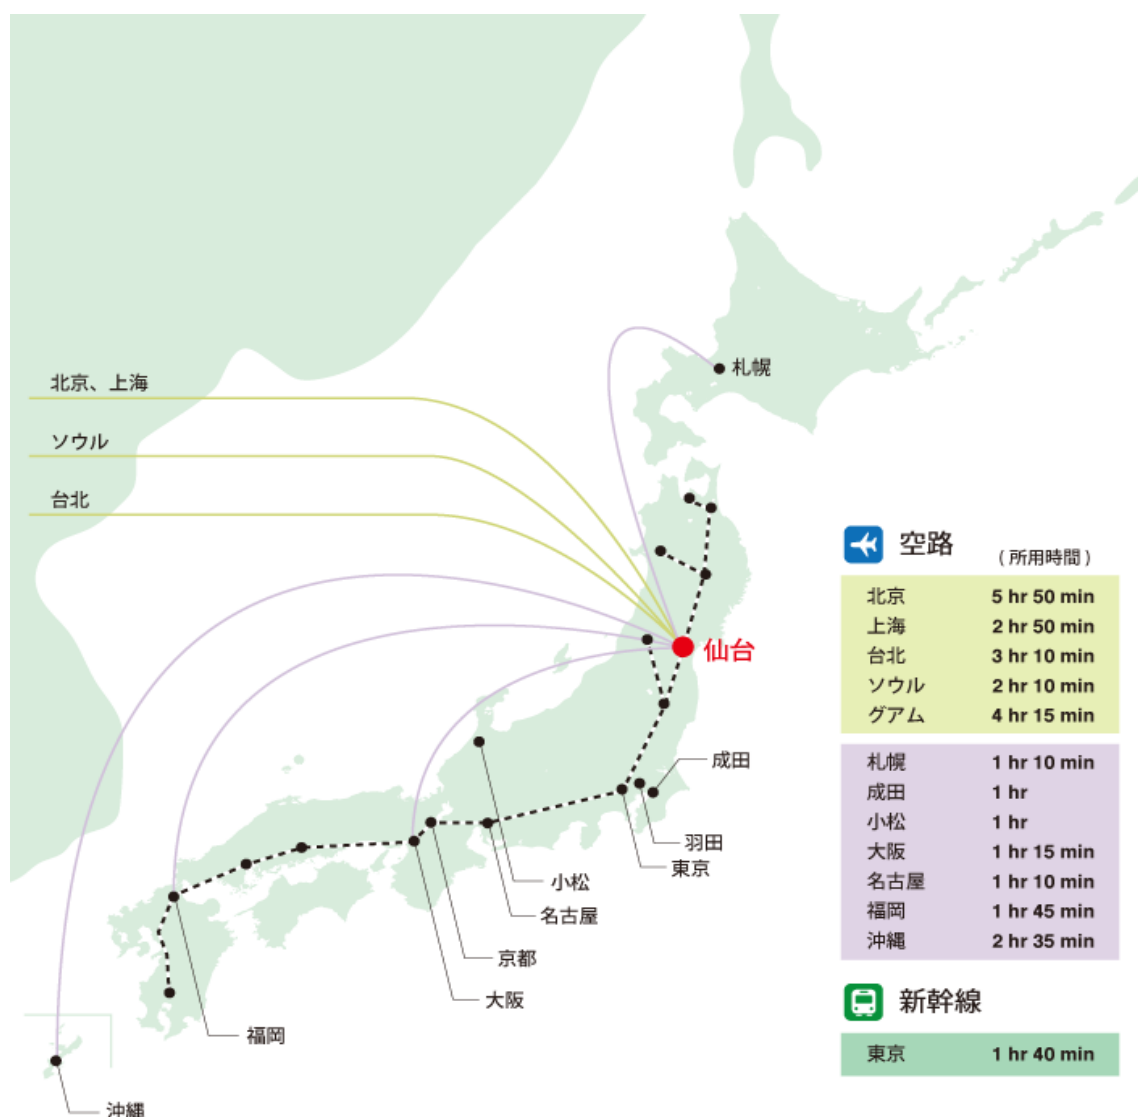 北京、上海
ソウル
台北
札幌
仙台
成田
羽田
東京
小松
名古屋
京都
大阪
福岡
沖縄
空路 (所用時間)
北京 5 hr 50 min
上海 2 hr 50 min
台北 3 hr 10 min
ソウル 2 hr 10 min
グアム 4 hr 15 min
札幌 1 hr 10 min
成田 1 hr
小松 1 hr
大阪 1 hr 15 min
名古屋 1 hr 10 min
福岡 1 hr 45 min
沖縄 2 hr 35 min
新幹線
東京 1 hr 40 min